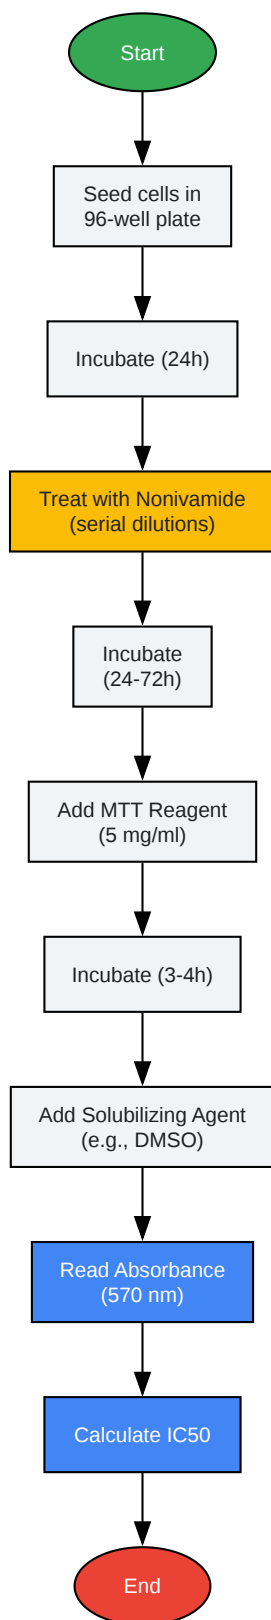 Start
Seed cells in
96-well plate
Incubate (24h)
Treat with Nonivamide
(serial dilutions)
Incubate
(24-72h)
Add MTT Reagent
(5 mg/ml)
Incubate (3-4h)
Add Solubilizing Agent
(e.g., DMSO)
Read Absorbance
(570 nm)
Calculate IC50
End